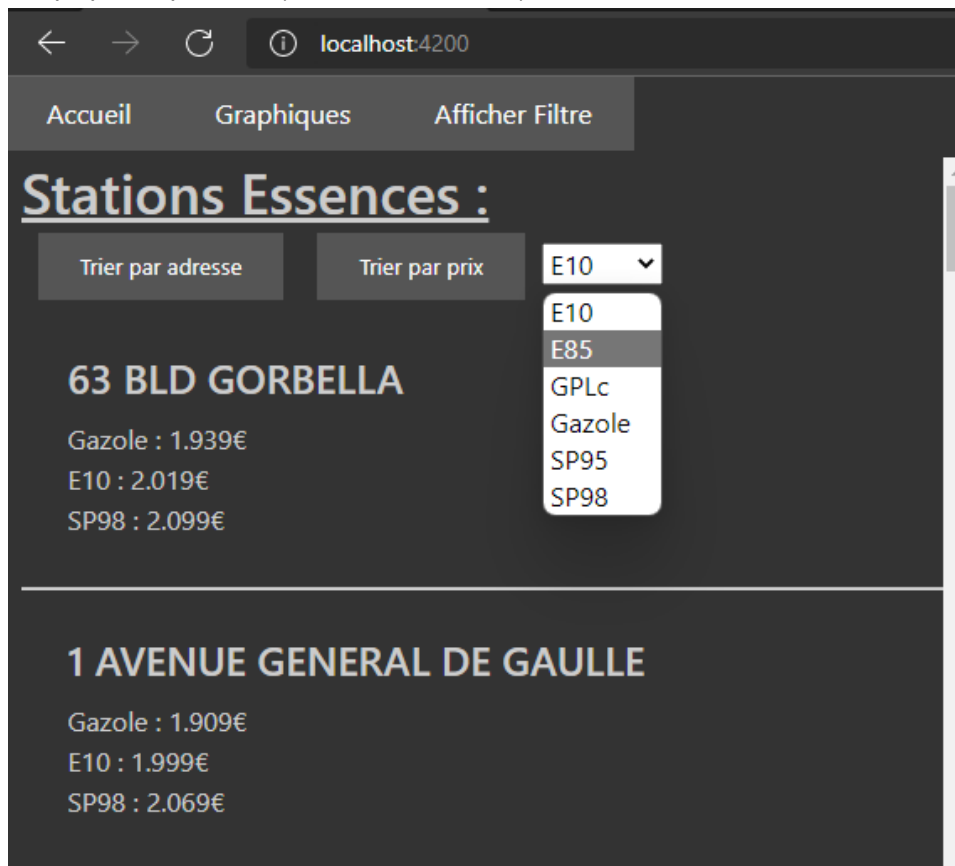 localhost:4200
Accueil Graphiques Afficher Filtre
Stations Essences :
Trier par adresse Trier par prix E10
E10
E85
GPLc
Gazole
SP95
SP98
63 BLD GORBELLA
Gazole : 1.939€
E10 : 2.019€
SP98 : 2.099€
1 AVENUE GENERAL DE GAULLE
Gazole : 1.909€
E10 : 1.999€
SP98 : 2.069€